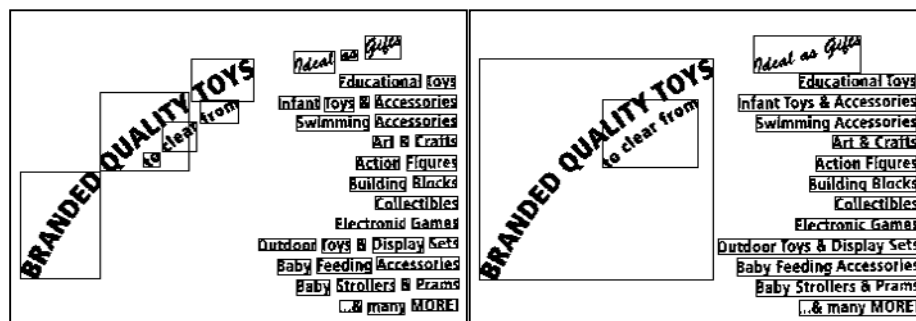 BRANDED QUALITY TOYS
to clear from
Ideal as Gifts
Educational Toys
Infant Toys & Accessories
Swimming Accessories
Art & Crafts
Action Figures
Building Blocks
Collectibles
Electronic Games
Outdoor Toys & Display Sets
Baby Feeding Accessories
Baby Strollers & Prams
...& many MORE!
BRANDED QUALITY TOYS
to clear from
Ideal as Gifts
Educational Toys
Infant Toys & Accessories
Swimming Accessories
Art & Crafts
Action Figures
Building Blocks
Collectibles
Electronic Games
Outdoor Toys & Display Sets
Baby Feeding Accessories
Baby Strollers & Prams
...& many MORE!